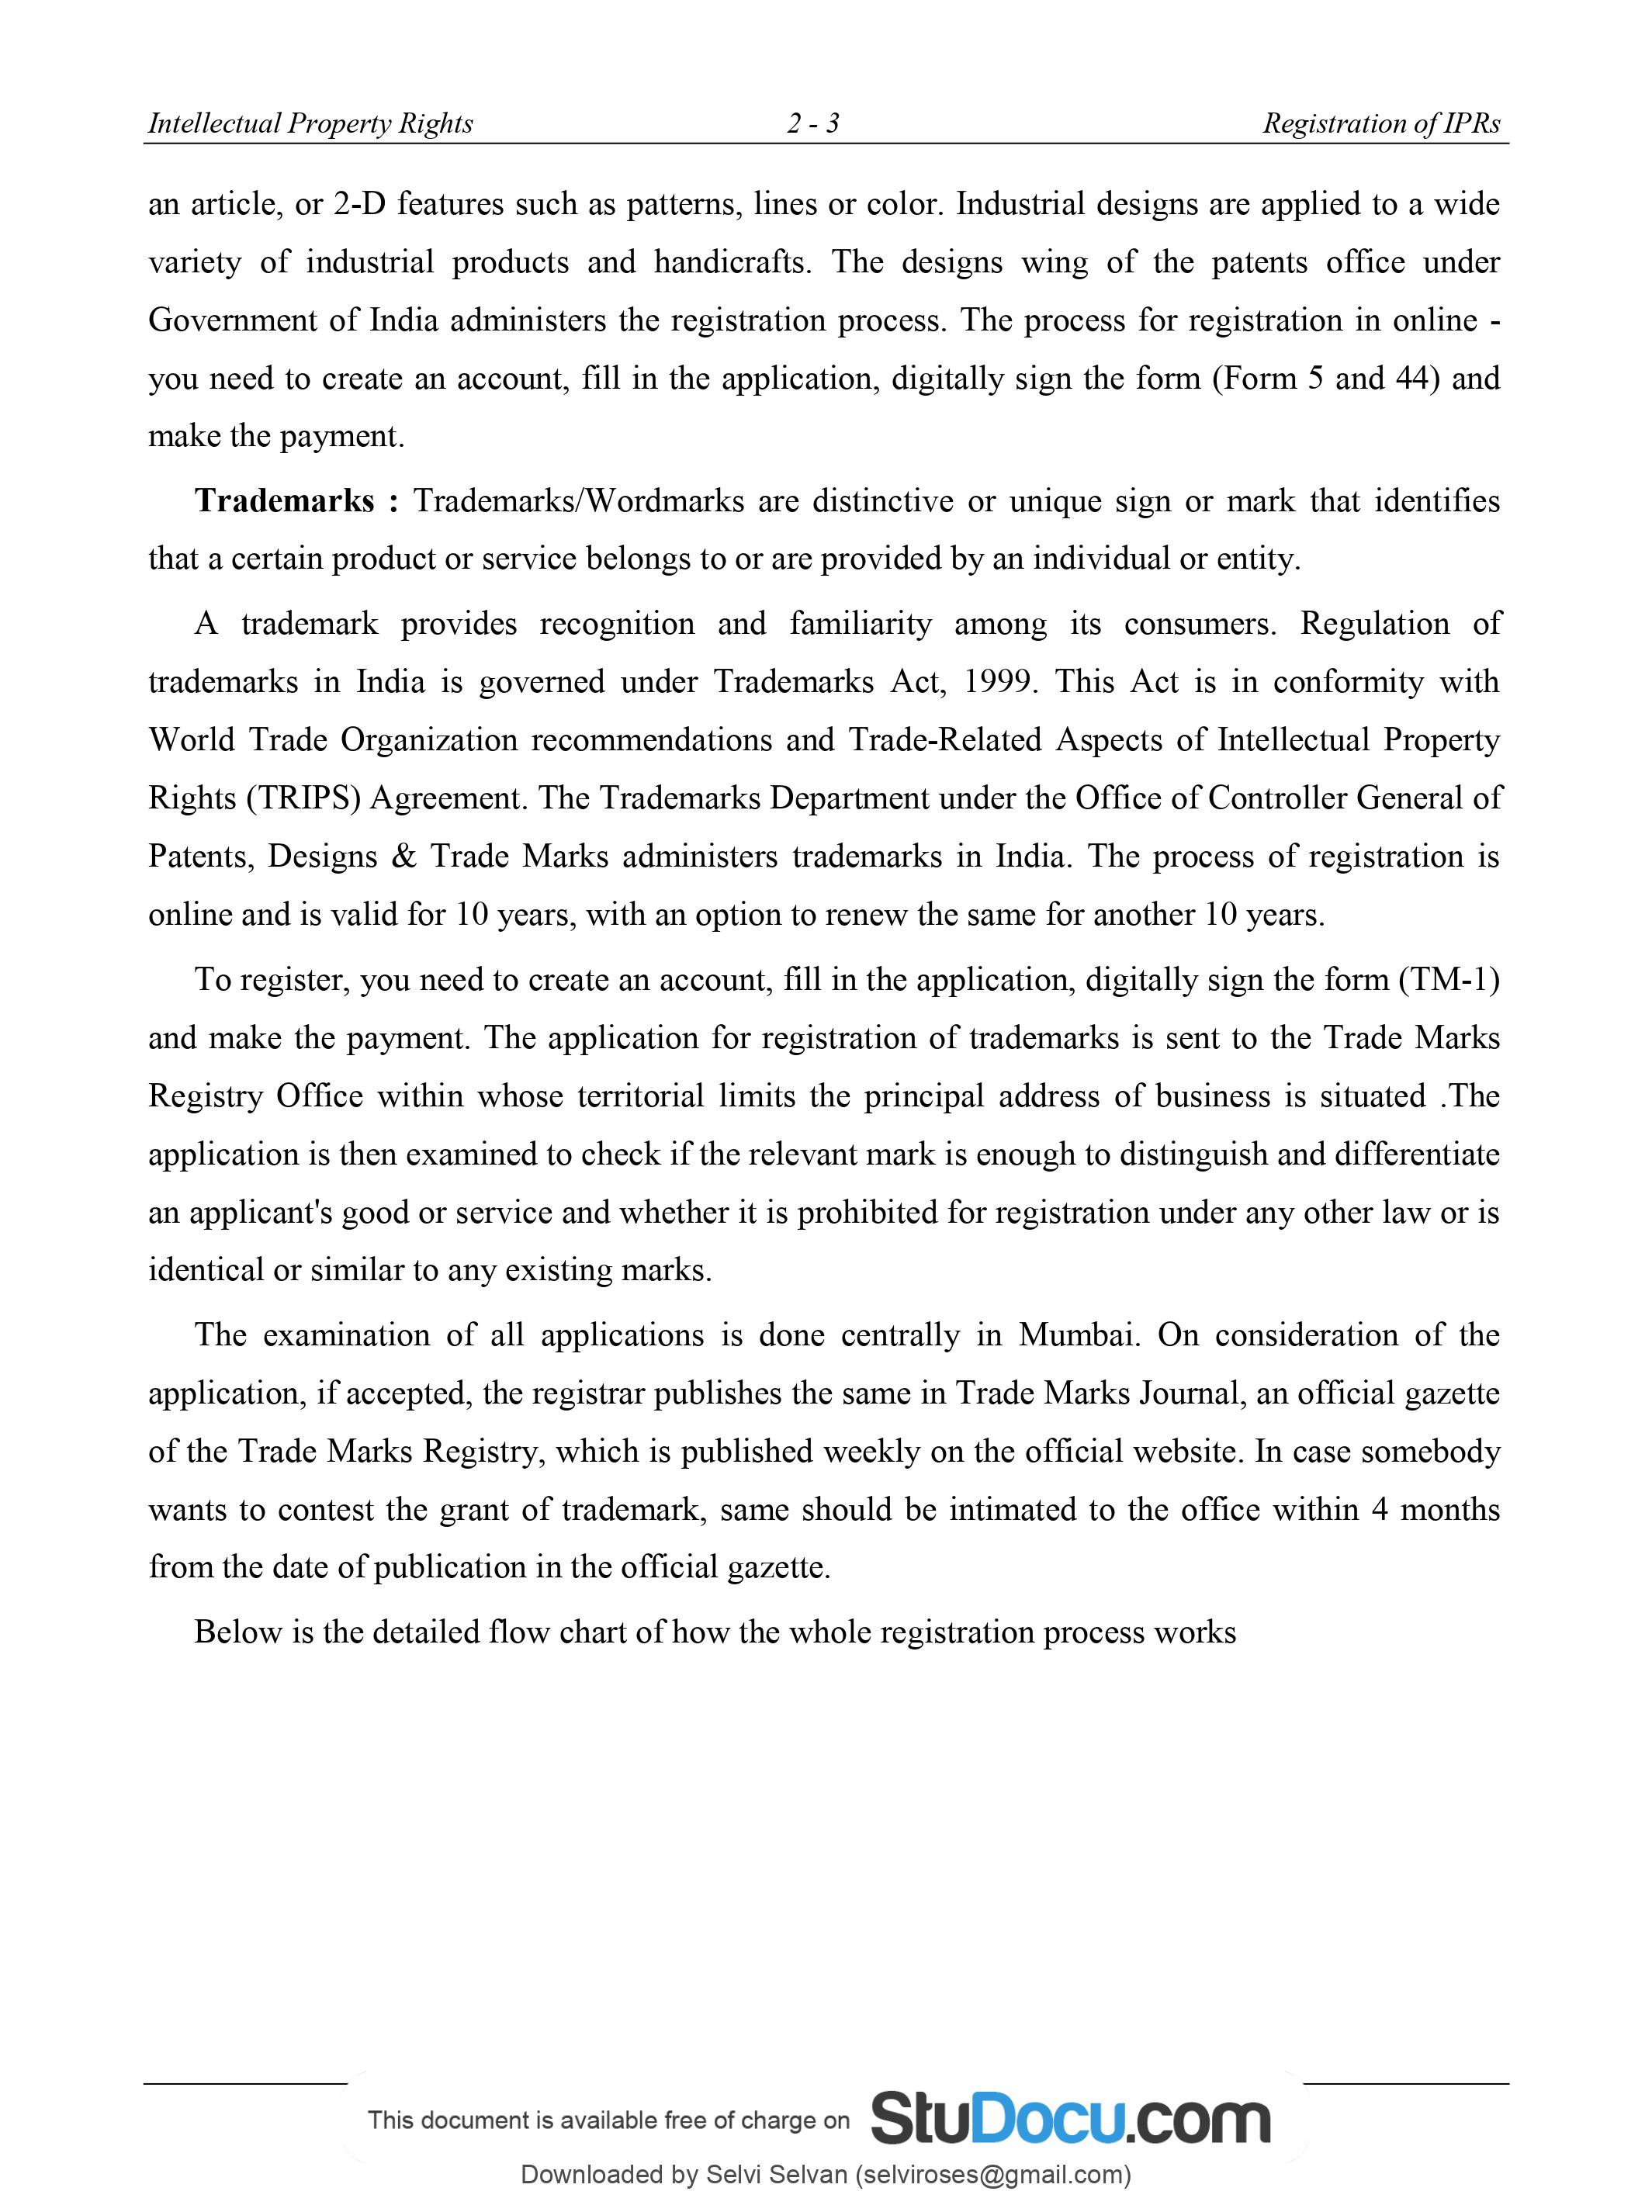 Intellectual Property Rights 2 - 3 Registration of IPRs
an article, or 2-D features such as patterns, lines or color. Industrial designs are applied to a wide
variety of industrial products and handicrafts. The designs wing of the patents office under
Government of India administers the registration process. The process for registration in online -
you need to create an account, fill in the application, digitally sign the form (Form 5 and 44) and
make the payment.
Trademarks : Trademarks/Wordmarks are distinctive or unique sign or mark that identifies
that a certain product or service belongs to or are provided by an individual or entity.
A trademark provides recognition and familiarity among its consumers. Regulation of
trademarks in India is governed under Trademarks Act, 1999. This Act is in conformity with
World Trade Organization recommendations and Trade-Related Aspects of Intellectual Property
Rights (TRIPS) Agreement. The Trademarks Department under the Office of Controller General of
Patents, Designs & Trade Marks administers trademarks in India. The process of registration is
online and is valid for 10 years, with an option to renew the same for another 10 years.
To register, you need to create an account, fill in the application, digitally sign the form (TM-1)
and make the payment. The application for registration of trademarks is sent to the Trade Marks
Registry Office within whose territorial limits the principal address of business is situated .The
application is then examined to check if the relevant mark is enough to distinguish and differentiate
an applicant's good or service and whether it is prohibited for registration under any other law or is
identical or similar to any existing marks.
The examination of all applications is done centrally in Mumbai. On consideration of the
application, if accepted, the registrar publishes the same in Trade Marks Journal, an official gazette
of the Trade Marks Registry, which is published weekly on the official website. In case somebody
wants to contest the grant of trademark, same should be intimated to the office within 4 months
from the date of publication in the official gazette.
Below is the detailed flow chart of how the whole registration process works
This document is available free of charge on StuDocu.com
Downloaded by Selvi Selvan (selviroses@gmail.com)